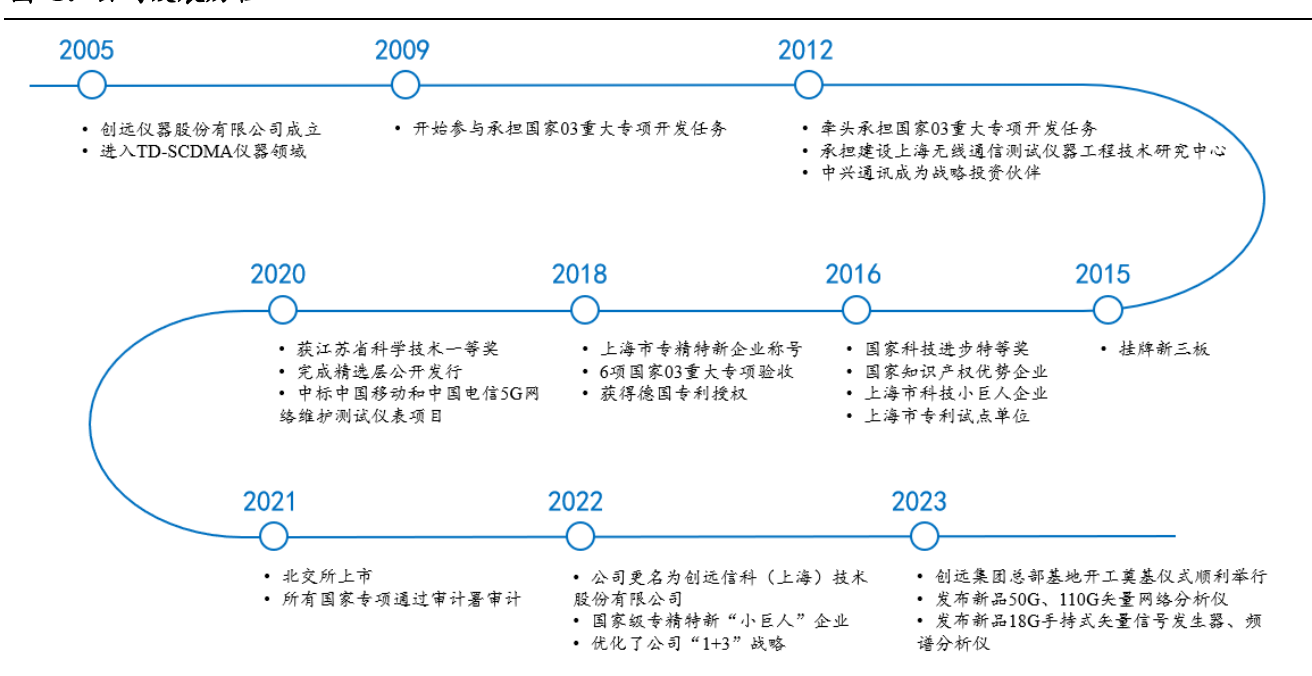 2005
2009
2012
• 创远仪器股份有限公司成立
• 进入TD-SCDMA仪器领域
• 开始参与承担国家03重大专项开发任务
• 牵头承担国家03重大专项开发任务
• 承担建设上海无线通信测试仪器工程技术研究中心
• 中兴通讯成为战略投资伙伴
2020
2018
2016
2015
• 获江苏省科学技术一等奖
• 完成精选层公开发行
• 中标中国移动和中国电信5G网
络维护测试仪表项目
• 上海市专精特新企业称号
• 6项国家03重大专项验收
• 获得德国专利授权
• 国家科技进步特等奖
• 国家知识产权优势企业
• 上海市科技小巨人企业
• 上海市专利试点单位
• 挂牌新三板
2021
2022
2023
• 北交所上市
• 所有国家专项通过审计署审计
• 公司更名为创远信科（上海）技术
股份有限公司
• 国家级专精特新“小巨人”企业
• 优化了公司“1+3”战略
• 创远集团总部基地开工奠基仪式顺利举行
• 发布新品50G、110G矢量网络分析仪
• 发布新品18G手持式矢量信号发生器、频
谱分析仪